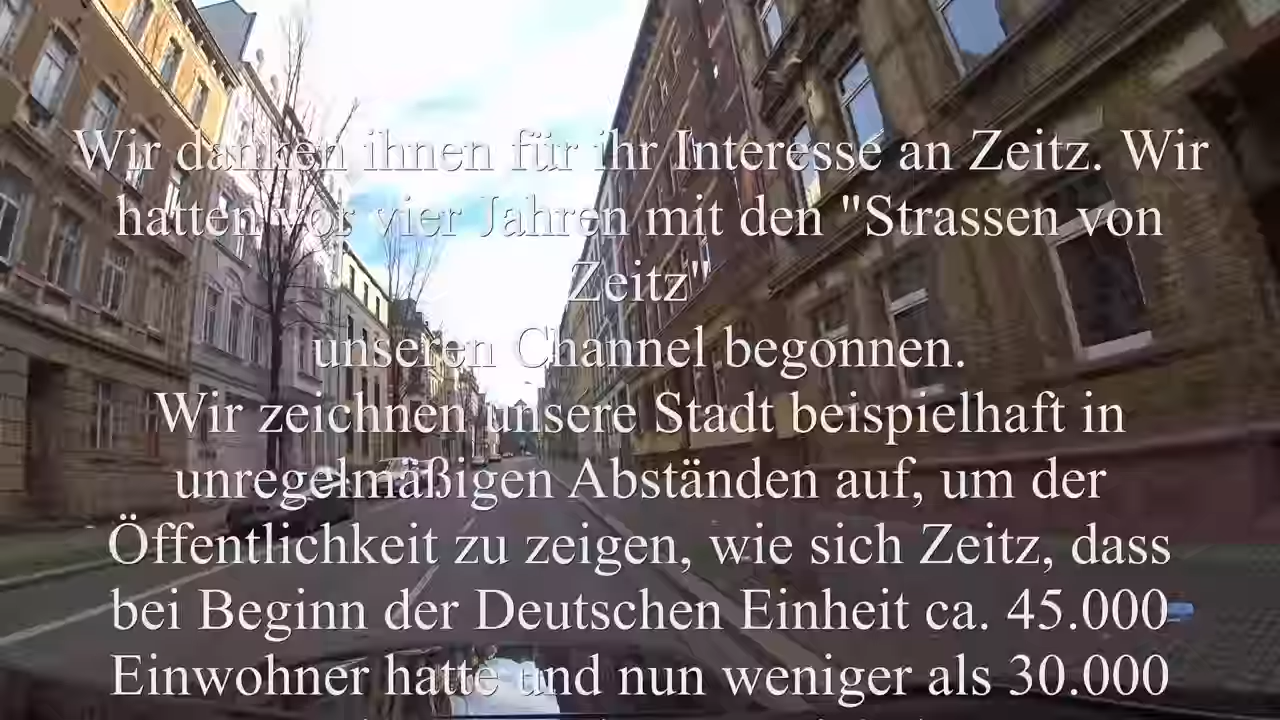 Wir danken ihnen für ihr Interesse an Zeitz. Wir
hatten vor vier Jahren mit den "Strassen von
Zeitz"
unseren Channel begonnen.
Wir zeichnen unsere Stadt beispielhaft in
unregelmäßigen Abständen auf, um der
Öffentlichkeit zu zeigen, wie sich Zeitz, dass
bei Beginn der Deutschen Einheit ca. 45.000
Einwohner hatte und nun weniger als 30.000